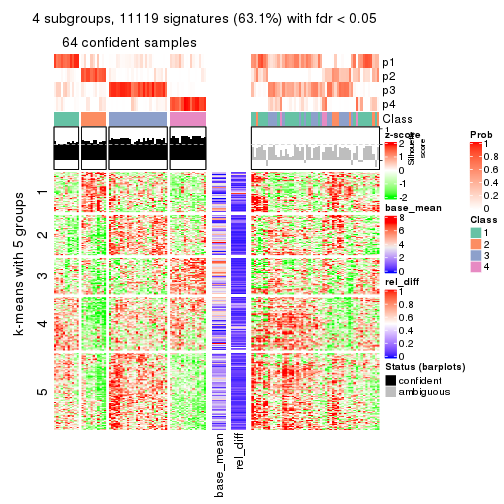 4 subgroups, 11119 signatures (63.1%) with fdr < 0.05
64 confident samples
p1
p2
p3
p4
Class
1
Silhouette
score
k-means with 5 groups
1
2
3
4
5
base_mean
rel_diff
z-score
2
1
0
-1
-2
base_mean
8
6
4
2
0
rel_diff
1
0.8
0.6
0.4
0.2
0
Status (barplots)
confident
ambiguous
Prob
1
0.8
0.6
0.4
0.2
0
Class
1
2
3
4